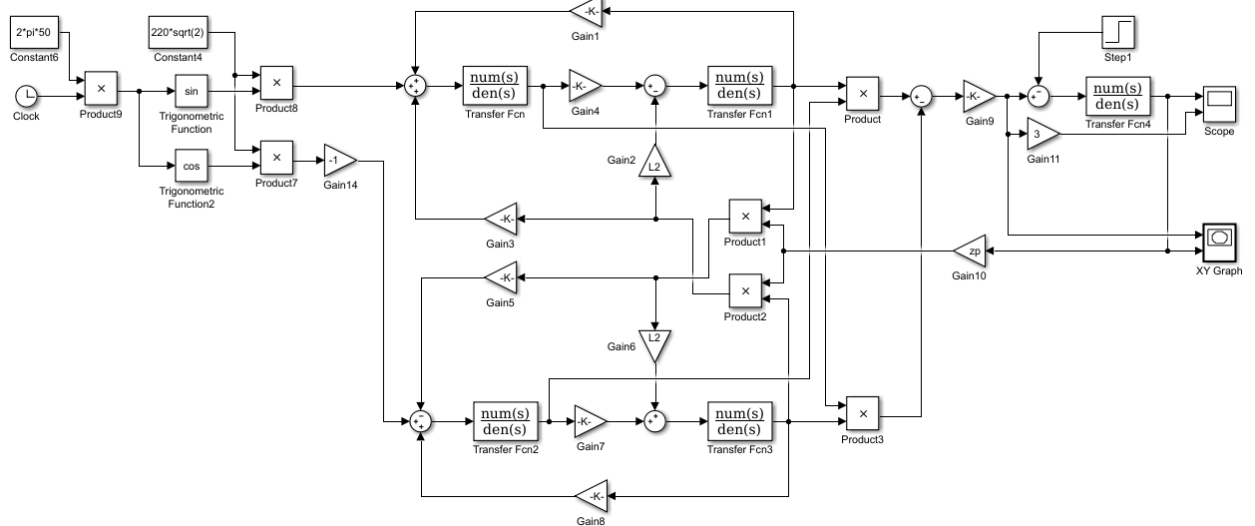 -K-
Gain1
2*pi*50
Constant6
220*sqrt(2)
Constant4
Step1
Clock
×
Product9
sin
Trigonometric
Function
×
Product8
+
+
+
num(s)
den(s)
Transfer Fcn
-K-
Gain4
+
−
num(s)
den(s)
Transfer Fcn1
×
Product
+
−
-K-
Gain9
+
−
num(s)
den(s)
Transfer Fcn4
Scope
3
Gain11
cos
Trigonometric
Function2
×
Product7
-1
Gain14
Gain2
L2
-K-
Gain3
×
Product1
zp
Gain10
XY Graph
-K-
Gain5
×
Product2
Gain6
L2
−
+
+
num(s)
den(s)
Transfer Fcn2
-K-
Gain7
+
+
num(s)
den(s)
Transfer Fcn3
×
Product3
-K-
Gain8